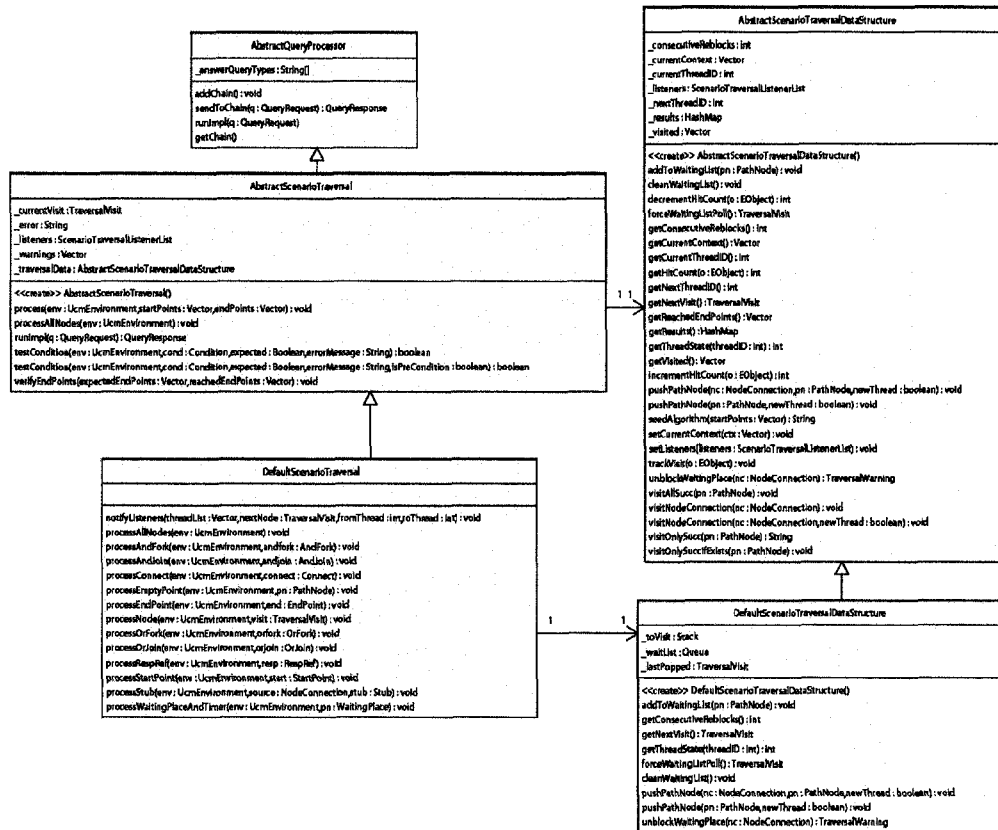 AbstractQueryProcessor
_answerQueryTypes : String[]
addChain() : void
sendToChain(q : QueryRequest) : QueryResponse
runImpl(q : QueryRequest)
getChain()
AbstractScenarioTraversal
_currentVisit : TraversalVisit
_error : String
_listeners : ScenarioTraversalListenerList
_warnings : Vector
_traversalData : AbstractScenarioTraversalDataStructure
<<create>> AbstractScenarioTraversal()
process(env : UcmEnvironment,startPoints : Vector,endPoints : Vector) : void
processAllNodes(env : UcmEnvironment) : void
runImpl(q : QueryRequest) : QueryResponse
testCondition(env : UcmEnvironment,cond : Condition,expected : Boolean,errorMessage : String) : boolean
testCondition(env : UcmEnvironment,cond : Condition,expected : Boolean,errorMessage : String,isPreCondition : boolean) : boolean
verifyEndPoints(expectedEndPoints : Vector,reachedEndPoints : Vector) : void
1 1
DefaultScenarioTraversal
notifyListeners(threadList : Vector,nextNode : TraversalVisit,fromThread : int,toThread : int) : void
processAllNodes(env : UcmEnvironment) : void
processAndFork(env : UcmEnvironment,andfork : AndFork) : void
processAndJoin(env : UcmEnvironment,andjoin : AndJoin) : void
processConnect(env : UcmEnvironment,connect : Connect) : void
processEmptyPoint(env : UcmEnvironment,pn : PathNode) : void
processEndPoint(env : UcmEnvironment,end : EndPoint) : void
processNode(env : UcmEnvironment,visit : TraversalVisit) : void
processOrFork(env : UcmEnvironment,orfork : OrFork) : void
processOrJoin(env : UcmEnvironment,orjoin : OrJoin) : void
processRespRef(env : UcmEnvironment,resp : RespRef) : void
processStartPoint(env : UcmEnvironment,start : StartPoint) : void
processStub(env : UcmEnvironment,source : NodeConnection,stub : Stub) : void
processWaitingPlaceAndTimer(env : UcmEnvironment,pn : WaitingPlace) : void
1 1
AbstractScenarioTraversalDataStructure
_consecutiveReblocks : int
_currentContext : Vector
_currentThreadID : int
_listeners : ScenarioTraversalListenerList
_nextThreadID : int
_results : HashMap
_visited : Vector
<<create>> AbstractScenarioTraversalDataStructure()
addToWaitingList(pn : PathNode) : void
cleanWaitingList() : void
decrementHitCount(o : EObject) : int
forceWaitingListPoll() : TraversalVisit
getConsecutiveReblocks() : int
getCurrentContext() : Vector
getCurrentThreadID() : int
getHitCount(o : EObject) : int
getNextThreadID() : int
getNextVisit() : TraversalVisit
getReachedEndPoints() : Vector
getResults() : HashMap
getThreadState(threadID : int) : int
getVisited() : Vector
incrementHitCount(o : EObject) : int
pushPathNode(nc : NodeConnection,pn : PathNode,newThread : boolean) : void
pushPathNode(pn : PathNode,newThread : boolean) : void
seedAlgorithm(startPoints : Vector) : String
setCurrentContext(ctx : Vector) : void
setListeners(listeners : ScenarioTraversalListenerList) : void
trackVisit(o : EObject) : void
unblockWaitingPlace(nc : NodeConnection) : TraversalWarning
visitAllSucc(pn : PathNode) : void
visitNodeConnection(nc : NodeConnection) : void
visitNodeConnection(nc : NodeConnection,newThread : boolean) : void
visitOnlySucc(pn : PathNode) : String
visitOnlySuccIfExists(pn : PathNode) : void
DefaultScenarioTraversalDataStructure
_toVisit : Stack
_waitList : Queue
_lastPopped : TraversalVisit
<<create>> DefaultScenarioTraversalDataStructure()
addToWaitingList(pn : PathNode) : void
getConsecutiveReblocks() : int
getNextVisit() : TraversalVisit
getThreadState(threadID : int) : int
forceWaitingListPoll() : TraversalVisit
cleanWaitingList() : void
pushPathNode(nc : NodeConnection,pn : PathNode,newThread : boolean) : void
pushPathNode(pn : PathNode,newThread : boolean) : void
unblockWaitingPlace(nc : NodeConnection) : TraversalWarning